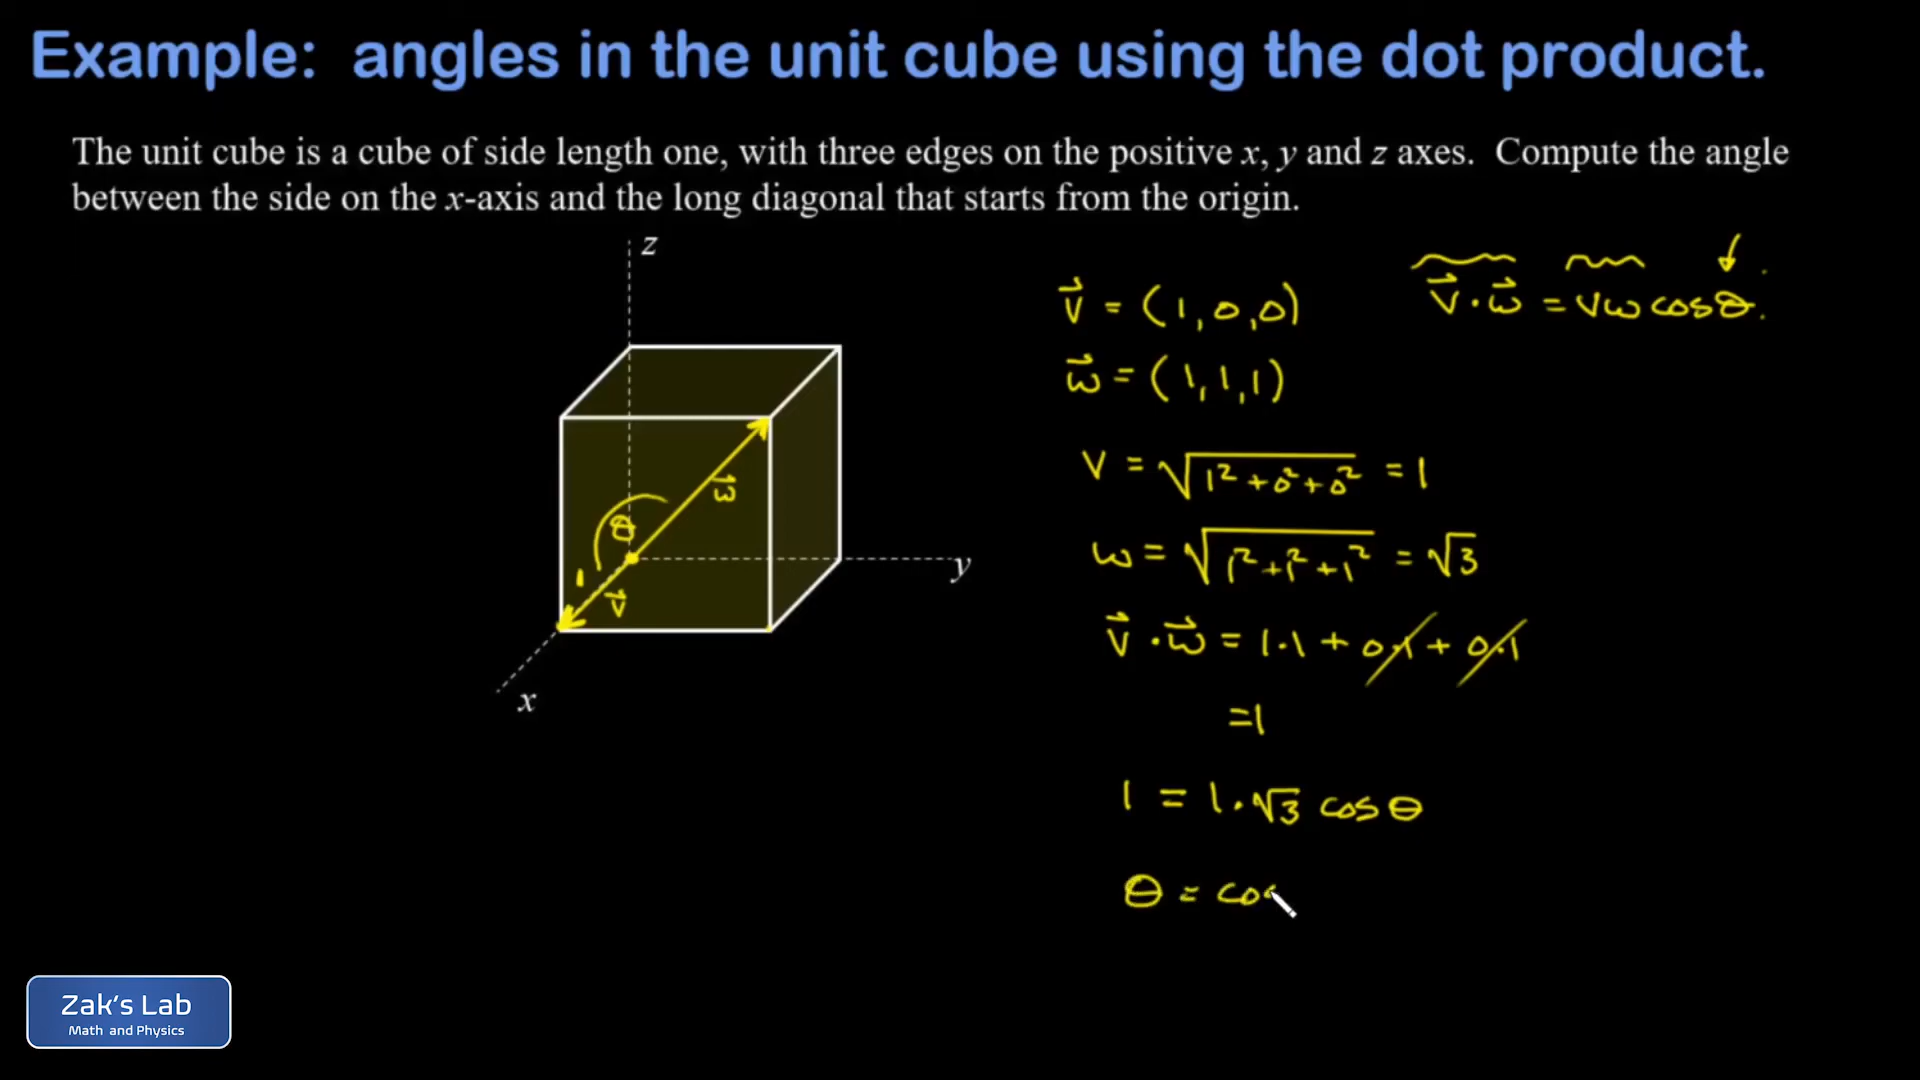 Example: angles in the unit cube using the dot product.
The unit cube is a cube of side length one, with three edges on the positive x, y and z axes. Compute the angle
between the side on the x-axis and the long diagonal that starts from the origin.
z
y
x
θ
1
v⃗
w⃗
v⃗ = (1,0,0)
w⃗ = (1,1,1)
v⃗ · w⃗ = vw cosθ.
v = √(1² + 0² + 0²) = 1
w = √(1² + 1² + 1²) = √3
v⃗ · w⃗ = 1·1 + 0·1 + 0·1
= 1
1 = 1·√3 cos θ
θ = cos
Zak's Lab
Math and Physics